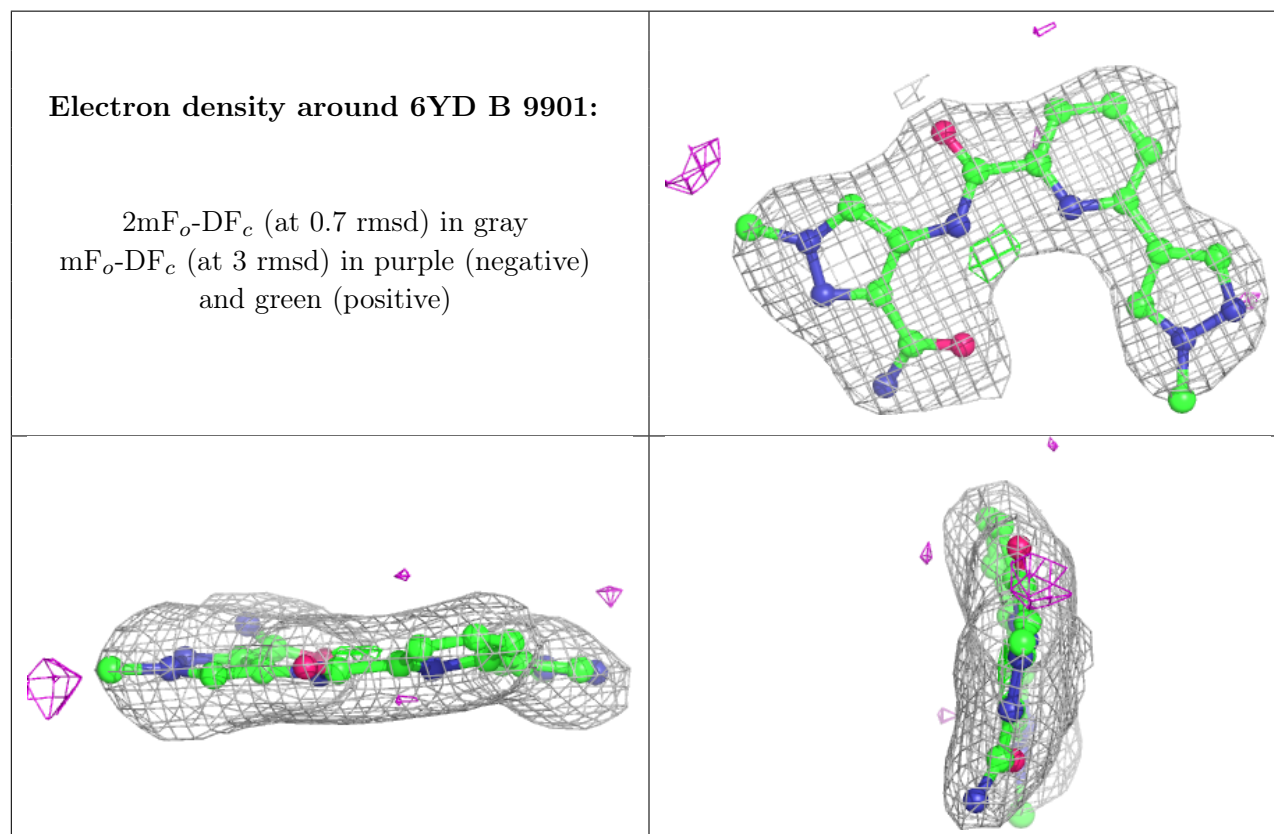 Electron density around 6YD B 9901:
2mFₒ-DF𝒸 (at 0.7 rmsd) in gray
mFₒ-DF𝒸 (at 3 rmsd) in purple (negative)
and green (positive)